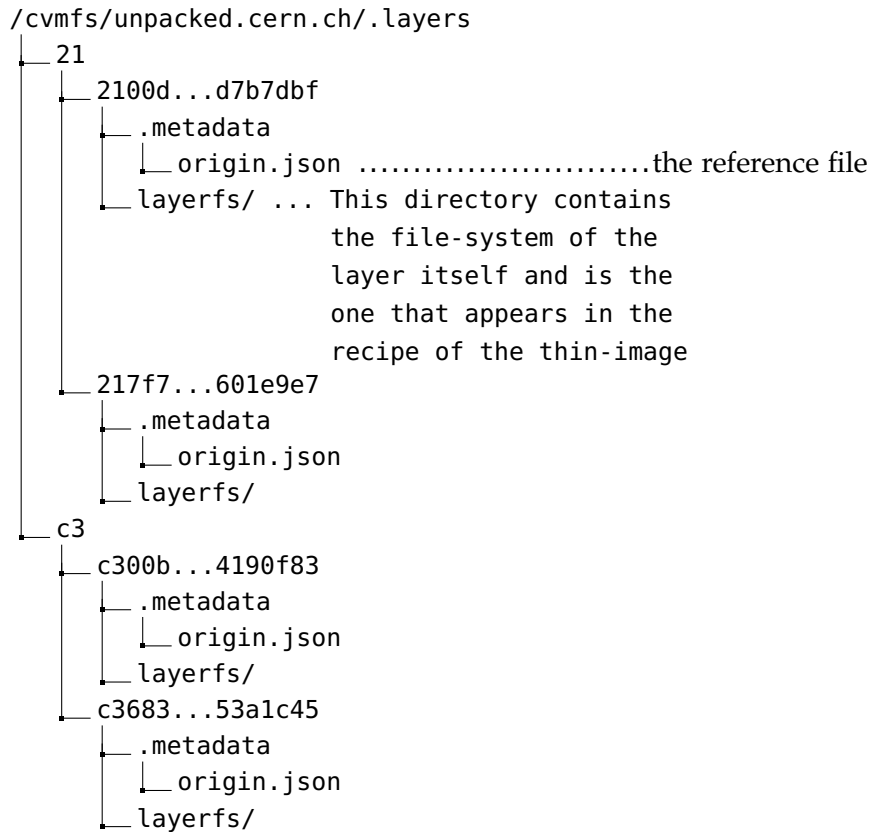 /cvmfs/unpacked.cern.ch/.layers
21
2100d...d7b7dbf
.metadata
origin.json ...........................the reference file
layerfs/ ... This directory contains
the file-system of the
layer itself and is the
one that appears in the
recipe of the thin-image
217f7...601e9e7
.metadata
origin.json
layerfs/
c3
c300b...4190f83
.metadata
origin.json
layerfs/
c3683...53a1c45
.metadata
origin.json
layerfs/